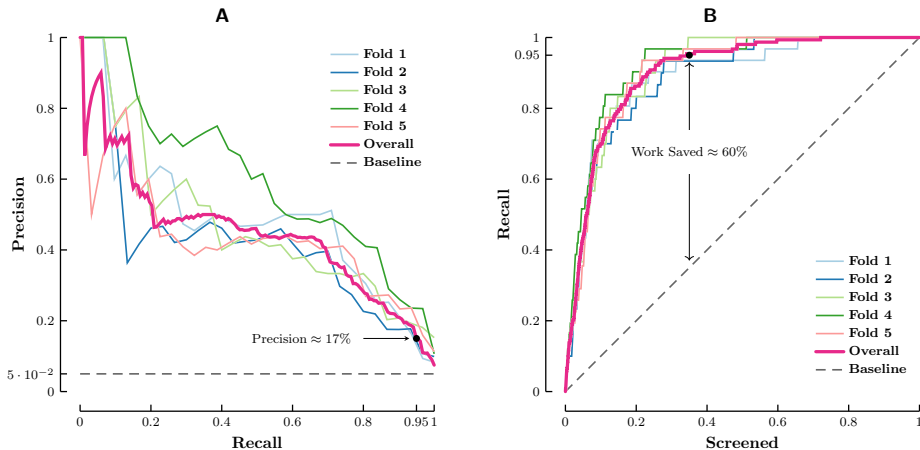 A
1
0.8
0.6
0.4
0.2
5 · 10⁻²
0
Precision
Fold 1
Fold 2
Fold 3
Fold 4
Fold 5
Overall
Baseline
Precision ≈ 17%
0
0.2
0.4
0.6
0.8
0.95
1
Recall
B
1
0.95
0.8
0.6
0.4
0.2
0
Recall
Work Saved ≈ 60%
Fold 1
Fold 2
Fold 3
Fold 4
Fold 5
Overall
Baseline
0
0.2
0.4
0.6
0.8
1
Screened